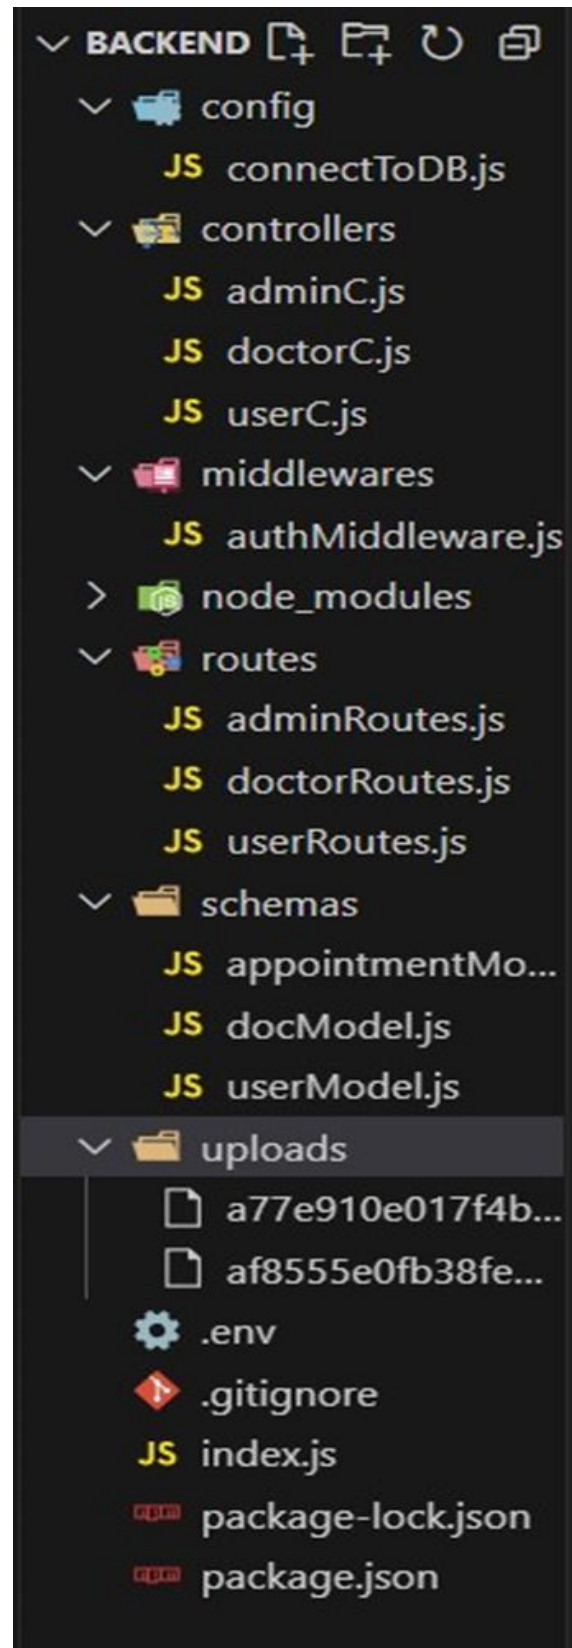 BACKEND
config
JS connectToDB.js
controllers
JS adminC.js
JS doctorC.js
JS userC.js
middlewares
JS authMiddleware.js
node_modules
routes
JS adminRoutes.js
JS doctorRoutes.js
JS userRoutes.js
schemas
JS appointmentMo...
JS docModel.js
JS userModel.js
uploads
a77e910e017f4b...
af8555e0fb38fe...
.env
.gitignore
JS index.js
package-lock.json
package.json